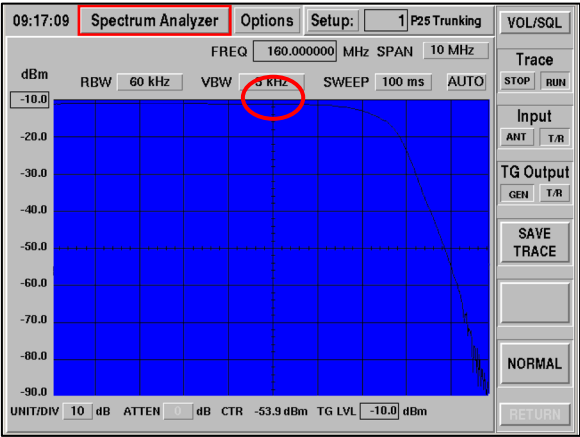 09:17:09 Spectrum Analyzer Options Setup: 1 P25 Trunking VOL/SQL
FREQ 160.000000 MHz SPAN 10 MHz
dBm RBW 60 kHz VBW 5 kHz SWEEP 100 ms AUTO
-10.0
-20.0
-30.0
-40.0
-50.0
-60.0
-70.0
-80.0
-90.0
UNIT/DIV 10 dB ATTEN 0 dB CTR -53.9 dBm TG LVL -10.0 dBm
Trace
STOP RUN
Input
ANT T/R
TG Output
GEN T/R
SAVE
TRACE
NORMAL
RETURN